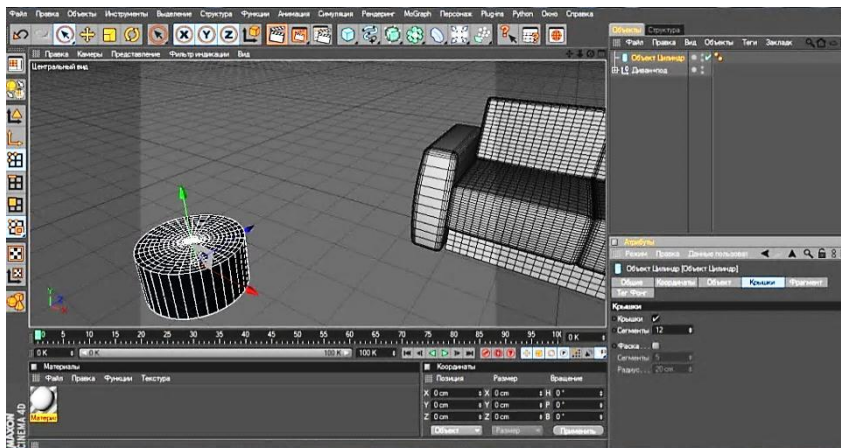 Файл Правка Объекты Инструменты Выделение Структура Функции Анимация Симуляция Рендеринг MoGraph Персонаж Plug-ins Python Окно Справка
Правка Камеры Представление Фильтр индикации Вид
Центральный вид
Объекты Структура
Файл Правка Вид Объекты Теги Закладк
Объект Цилиндр
Диван+под
Атрибуты
Режим Правка Данные пользоват
Объект Цилиндр [Объект Цилиндр]
Общие Координаты Объект Крышки Фрагмент
Тег Фонг
Крышки
Крышки
Сегменты 12
Фаска
Сегменты 5
Радиус 20 cm
0 5 10 15 20 25 30 35 40 45 50 55 60 65 70 75 80 85 90 95 10 0 K
0 K 0 K 100 K 100 K
Материалы
Файл Правка Функции Текстура
Материа
Координаты
Позиция Размер Вращение
X 0 cm X 0 cm H 0 °
Y 0 cm Y 0 cm P 0 °
Z 0 cm Z 0 cm B 0 °
Объект Размер Применить
MAXON
CINEMA 4D